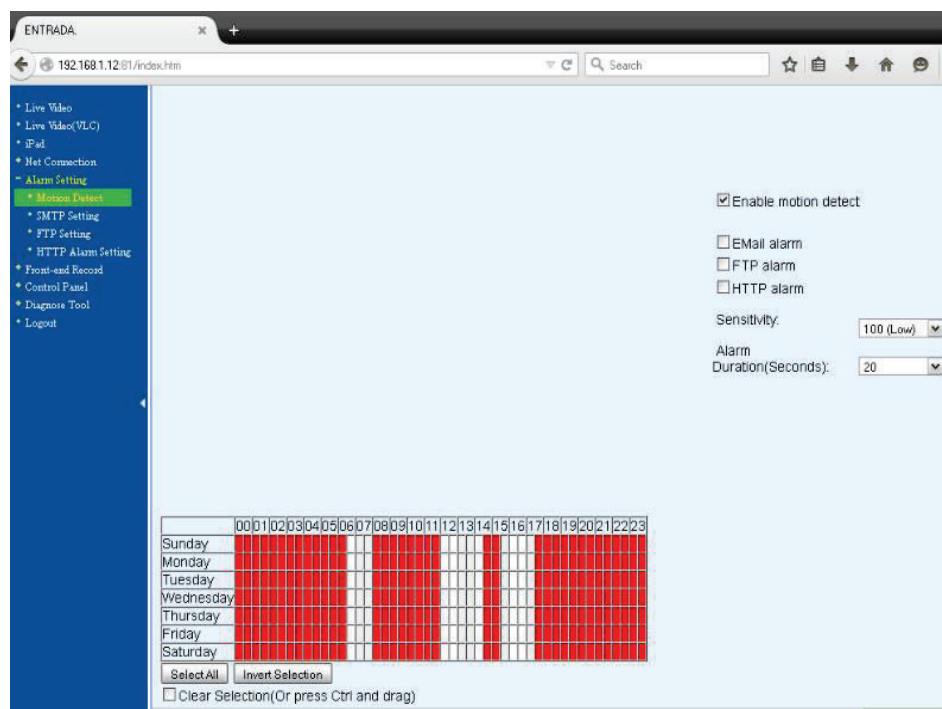 ENTRADA.
192.168.1.12:81/index.htm
Search
Live Video
Live Video(VLC)
iPad
Net Connection
Alarm Setting
Motion Detect
SMTP Setting
FTP Setting
HTTP Alarm Setting
Front-end Record
Control Panel
Diagnose Tool
Logout
Enable motion detect
EMail alarm
FTP alarm
HTTP alarm
Sensitivity:
100 (Low)
Alarm
Duration(Seconds):
20
00 01 02 03 04 05 06 07 08 09 10 11 12 13 14 15 16 17 18 19 20 21 22 23
Sunday
Monday
Tuesday
Wednesday
Thursday
Friday
Saturday
Select All
Invert Selection
Clear Selection(Or press Ctrl and drag)